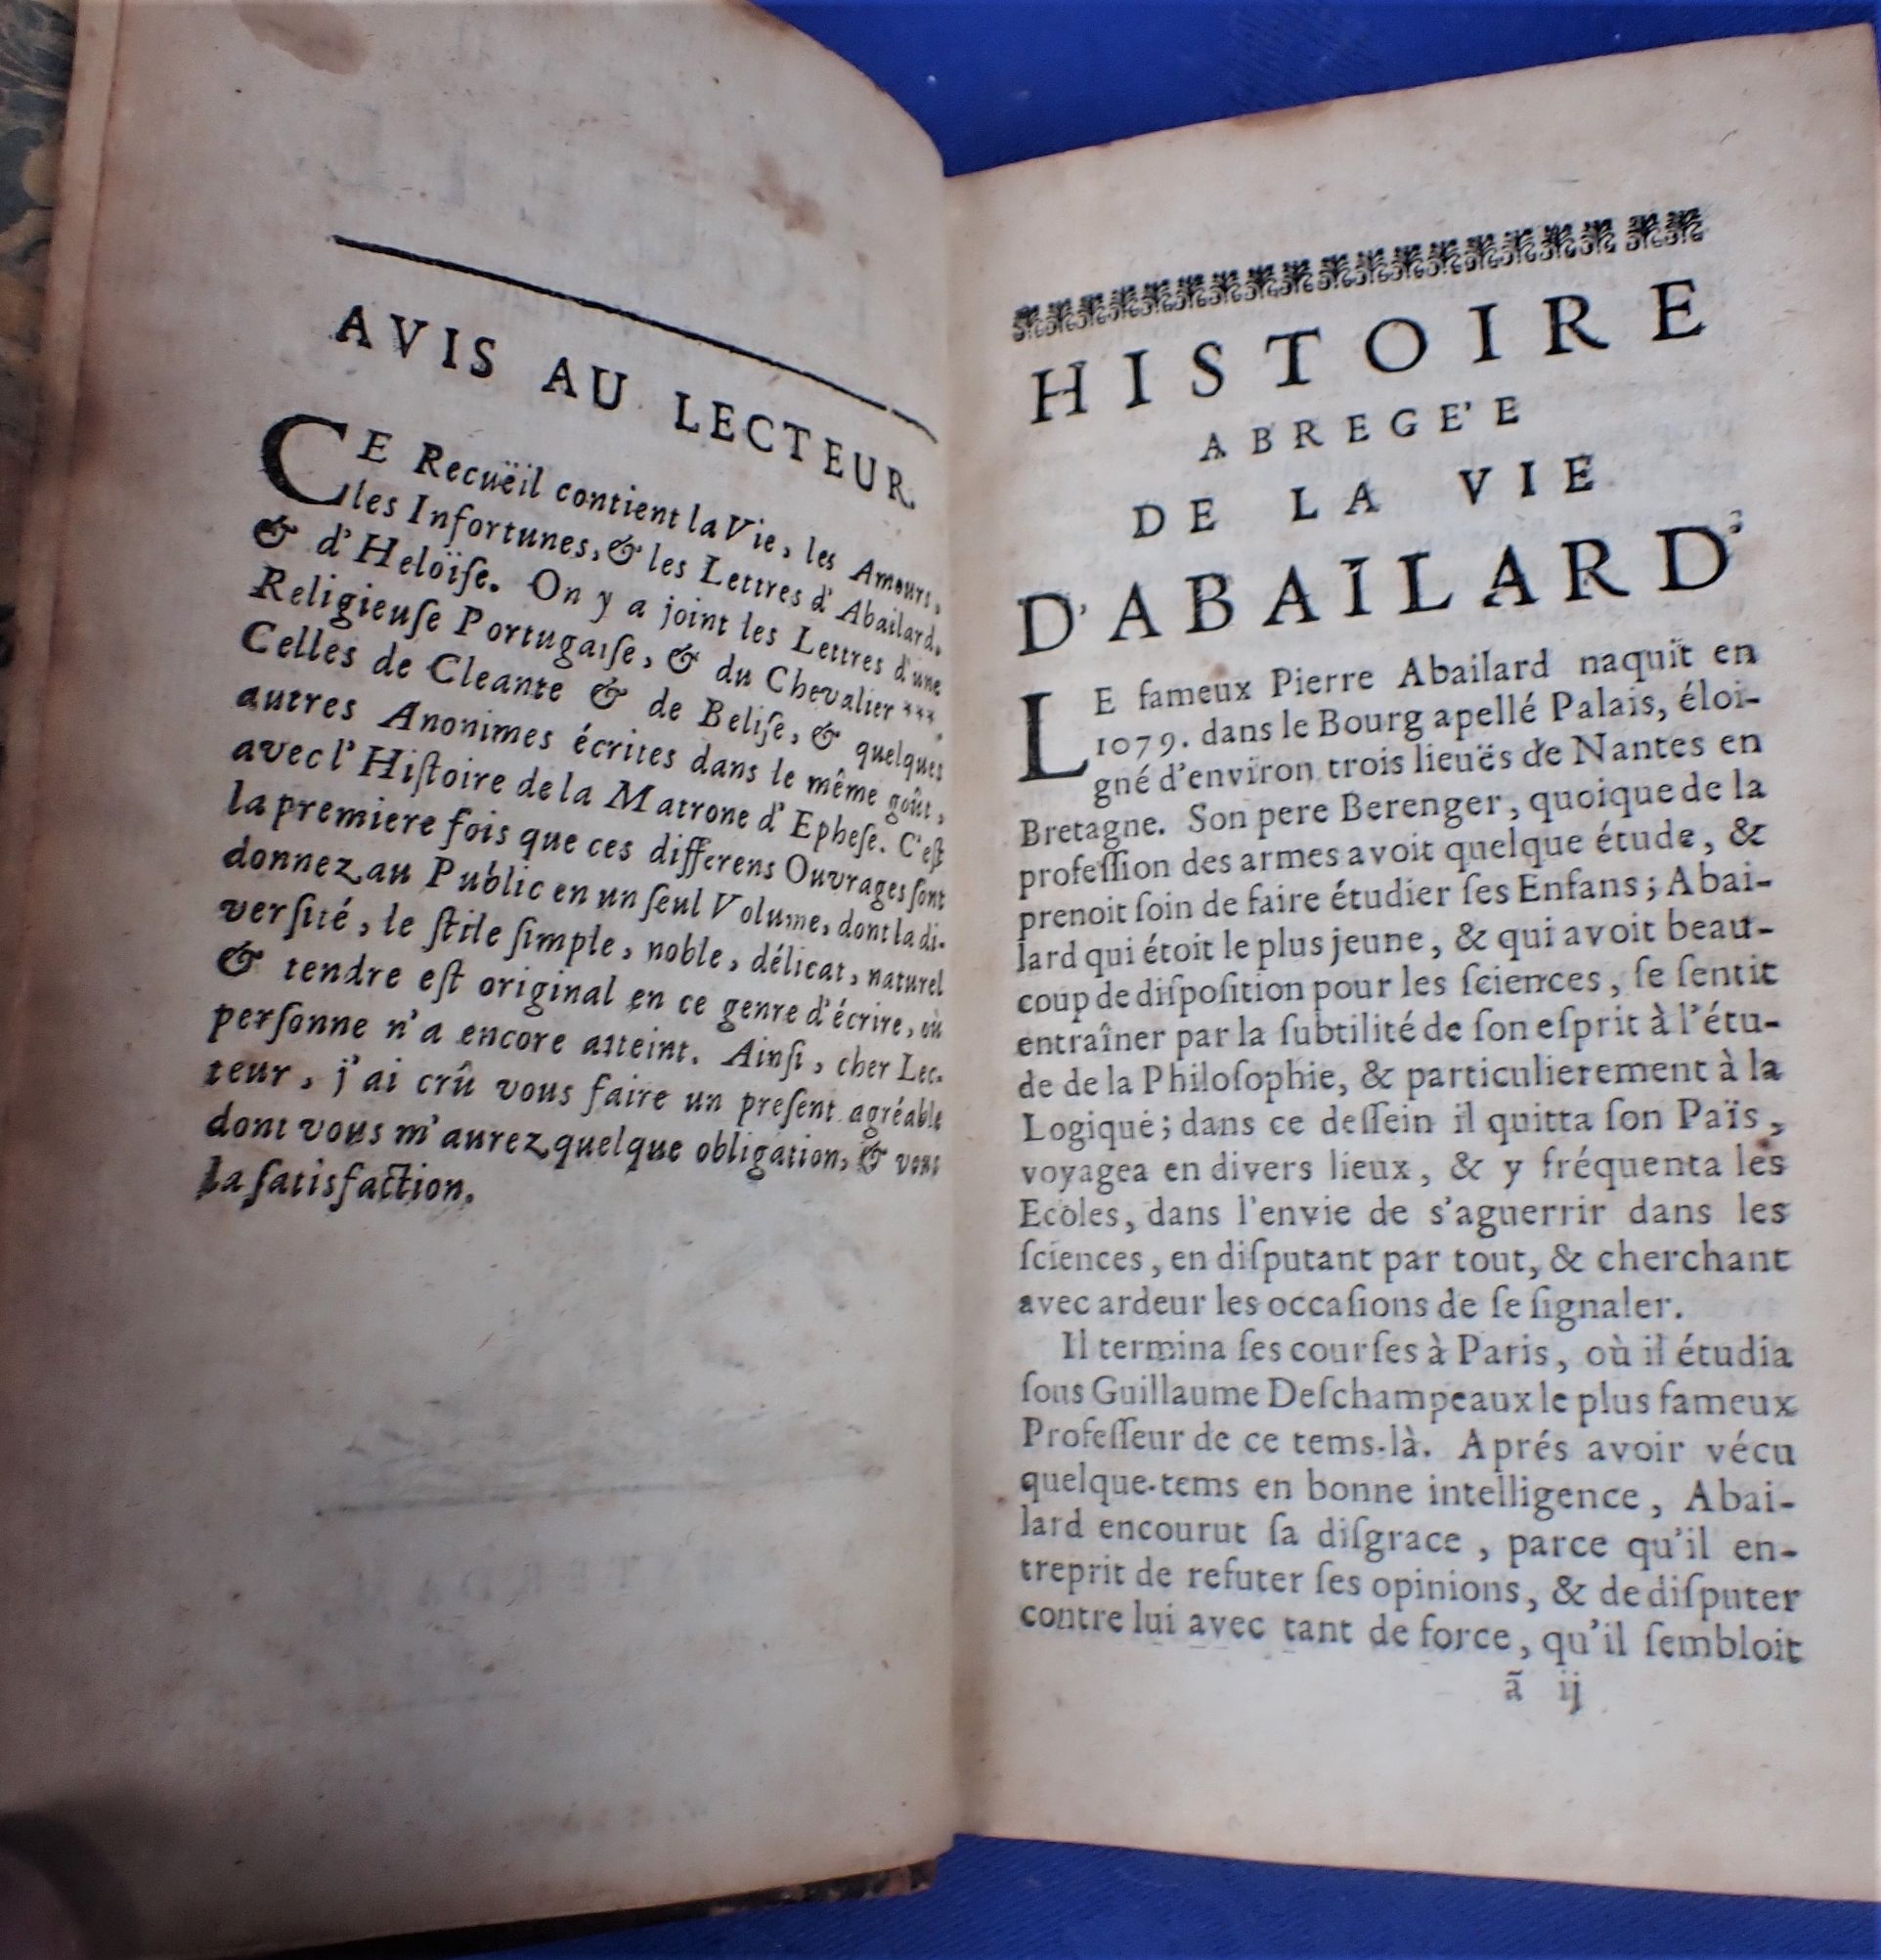 AVIS AU LECTEUR.
CE Recuëil contient la Vie, les Amours,
les Infortunes, & les Lettres d'Abailard,
& d'Heloïſe. On y a joint les Lettres d'une
Religieuſe Portugaiſe, & du Chevalier ***.
Celles de Cleante & de Beliſe, & quelques
autres Anonimes écrites dans le même goût,
avec l'Hiſtoire de la Matrone d'Epheſe. C'eſt
la premiere fois que ces differens Ouvrages ſont
donnez au Public en un ſeul Volume, dont la di-
verſité, le ſtile ſimple, noble, délicat, naturel
& tendre eſt original en ce genre d'écrire, où
perſonne n'a encore atteint. Ainſi, cher Lec-
teur, j'ai crû vous faire un preſent agréable
dont vous m'aurez quelque obligation, & vous
la ſatisfaction.
HISTOIRE
ABREGE'E
DE LA VIE
D'ABAILARD
LE fameux Pierre Abailard naquit en
1079. dans le Bourg apellé Palais, éloi-
gné d'environ trois lieuës de Nantes en
Bretagne. Son pere Berenger, quoique de la
profeſſion des armes avoit quelque étude, &
prenoit ſoin de faire étudier ſes Enfans; Abai-
lard qui étoit le plus jeune, & qui avoit beau-
coup de diſpoſition pour les ſciences, ſe ſentit
entraîner par la ſubtilité de ſon eſprit à l'étu-
de de la Philoſophie, & particulierement à la
Logique; dans ce deſſein il quitta ſon Païs,
voyagea en divers lieux, & y fréquenta les
Ecoles, dans l'envie de s'aguerrir dans les
ſciences, en diſputant par tout, & cherchant
avec ardeur les occaſions de ſe ſignaler.
Il termina ſes courſes à Paris, où il étudia
ſous Guillaume Deſchampeaux le plus fameux
Profeſſeur de ce tems-là. Aprés avoir vécu
quelque-tems en bonne intelligence, Abai-
lard encourut ſa diſgrace, parce qu'il en-
treprit de refuter ſes opinions, & de diſputer
contre lui avec tant de force, qu'il ſembloit
ã ij